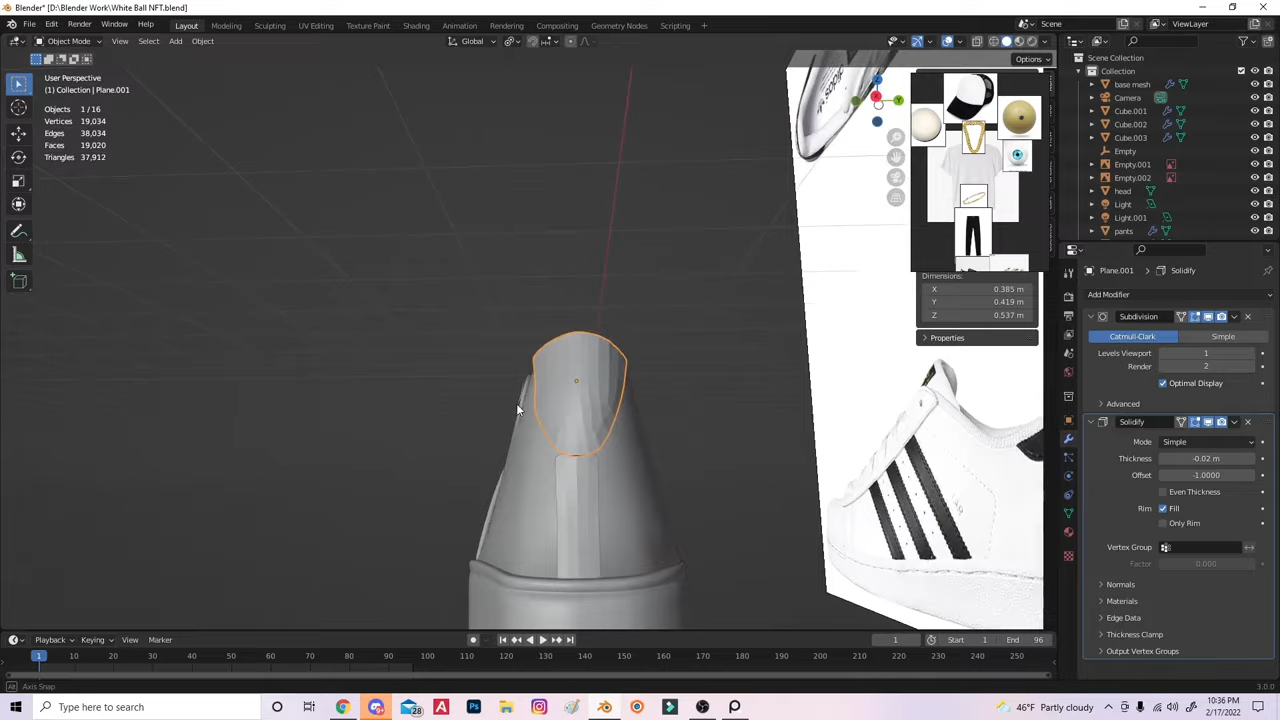 Blender* [D:\Blender Work\White Ball NFT.blend]
File Edit Render Window Help Layout Modeling Sculpting UV Editing Texture Paint Shading Animation Rendering Compositing Geometry Nodes Scripting + Scene ViewLayer
Object Mode View Select Add Object Global
Options
User Perspective
(1) Collection | Plane.001
Objects 1 / 16
Vertices 19,034
Edges 38,034
Faces 19,020
Triangles 37,912
adidas
X
Y
Z
Dimensions:
X 0.385 m
Y 0.419 m
Z 0.537 m
Properties
Scene Collection
Collection
base mesh
Camera
Cube.001
Cube.002
Cube.003
Empty
Empty.001
Empty.002
head
Light
Light.001
pants
Plane.001 > Solidify
Add Modifier
Subdivision
Catmull-Clark Simple
Levels Viewport 1
Render 2
Optimal Display
Advanced
Solidify
Mode Simple
Thickness -0.02 m
Offset -1.0000
Even Thickness
Rim Fill
Only Rim
Vertex Group
Factor 0.000
Normals
Materials
Edge Data
Thickness Clamp
Output Vertex Groups
Playback Keying View Marker 1 Start 1 End 96
1 10 20 30 40 50 60 70 80 90 100 110 120 130 140 150 160 170 180 190 200 210 220 230 240 250
Axis Snap 3.0.0
Type here to search 28 46°F Partly cloudy 10:36 PM
2/17/2022